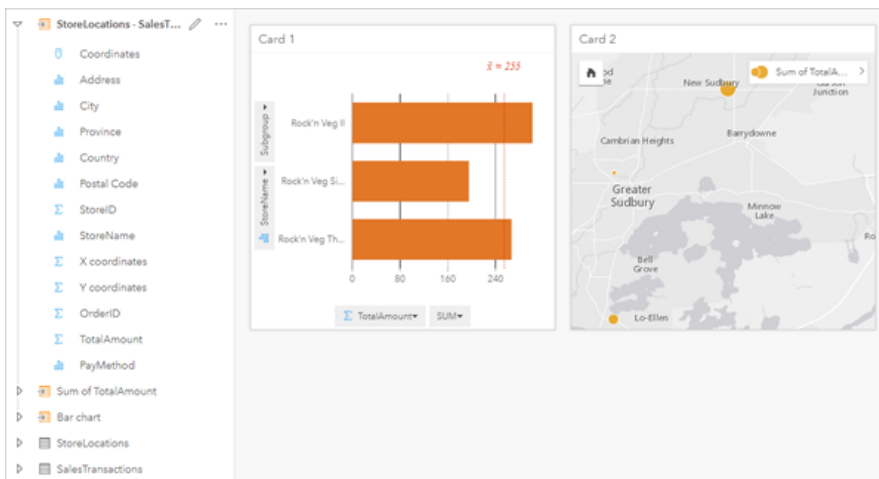 StoreLocations - SalesT...
Coordinates
Address
City
Province
Country
Postal Code
StoreID
StoreName
X coordinates
Y coordinates
OrderID
TotalAmount
PayMethod
Sum of TotalAmount
Bar chart
StoreLocations
SalesTransactions
Card 1
x̄ = 255
Subgroup
StoreName
Rock'n Veg II
Rock'n Veg Si...
Rock'n Veg Th...
0 80 160 240
TotalAmount
SUM
Card 2
Sum of TotalA...
New Sudbury
Junction
Cambrian Heights
Barrydowne
Greater
Sudbury
Minnow
Lake
Ro
Bell
Grove
Lo-Ellen